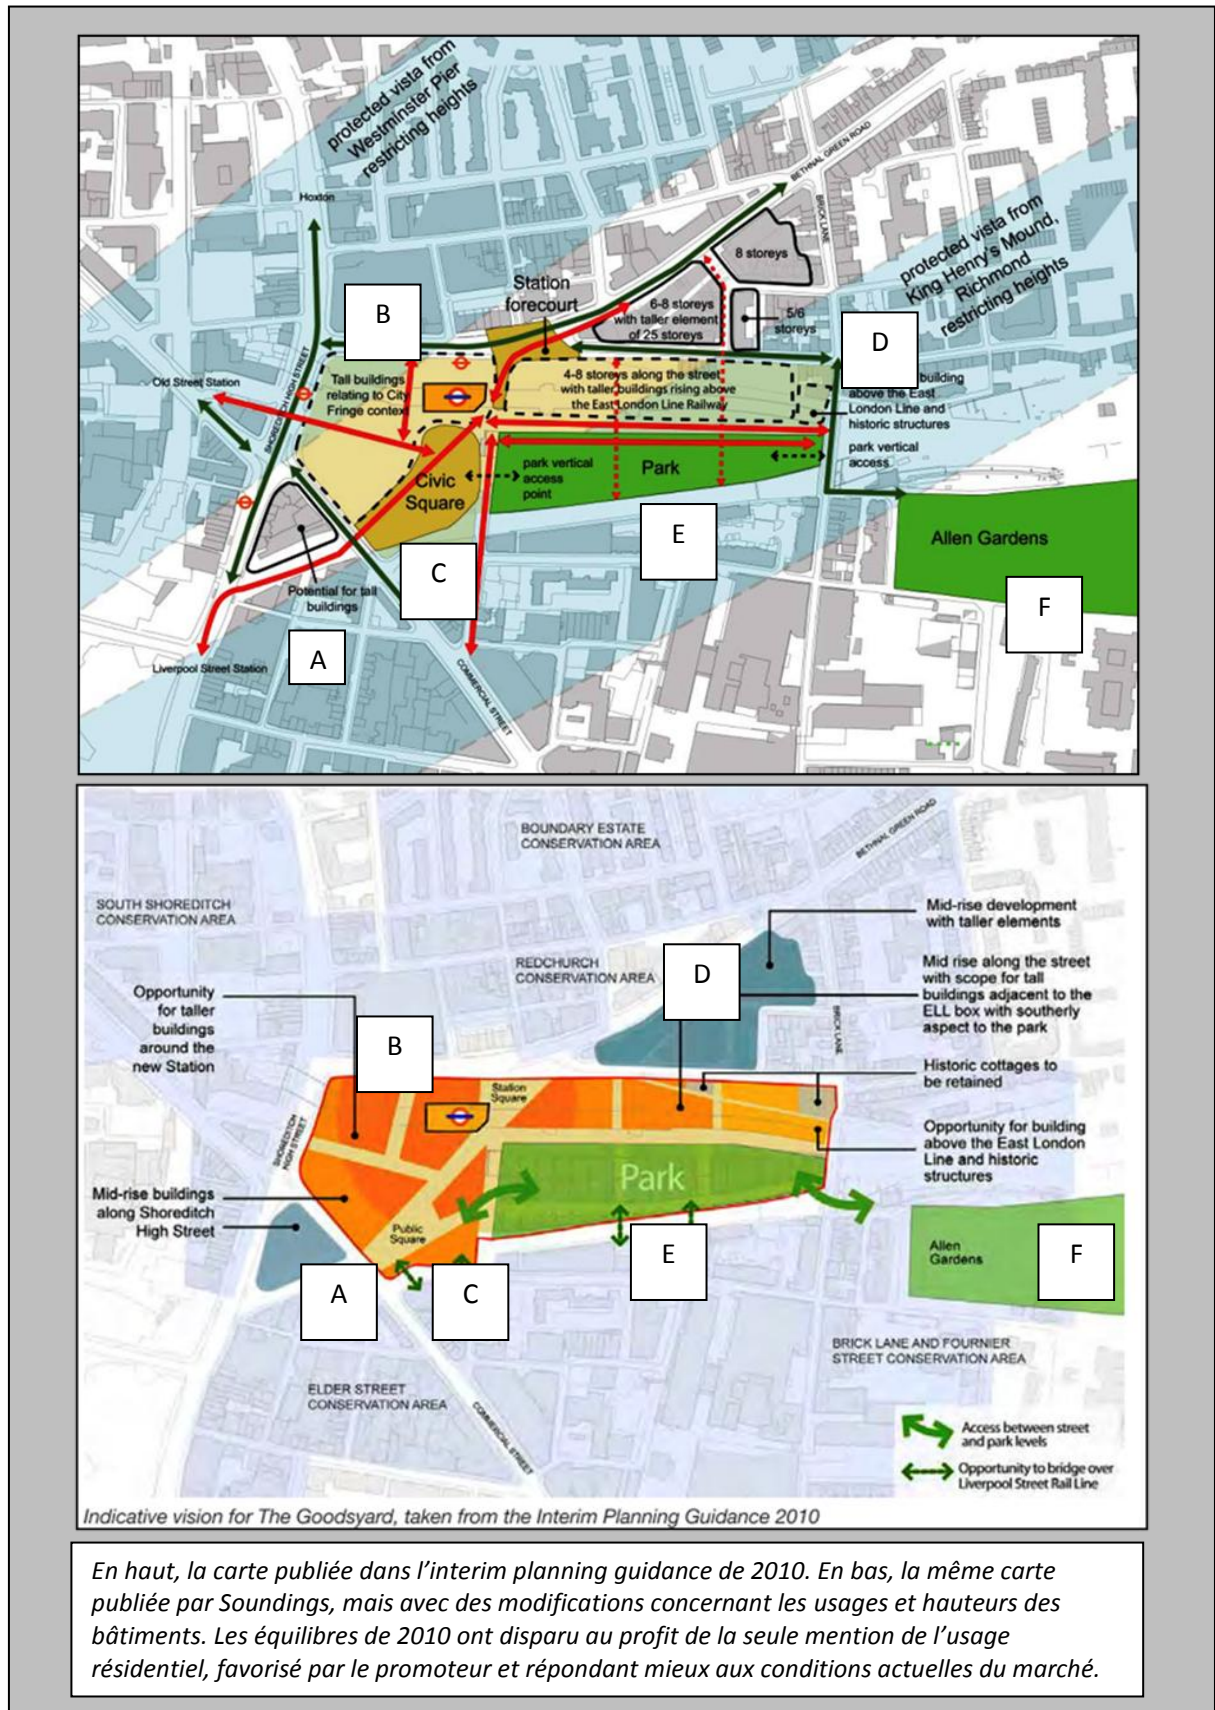 protected vista from
Westminster Pier
restricting heights
Hoxton
BETHNAL GREEN ROAD
BRICK LANE
protected vista from
King Henry's Mound,
Richmond
restricting heights
8 storeys
Station
forecourt
6-8 storeys
with taller element
of 25 storeys
5/6
storeys
B
D
Old Street Station
SHOREDITCH HIGH STREET
Tall buildings
relating to City
Fringe context
4-8 storeys along the street
with taller buildings rising above
the East London Line Railway
building
above the East
London Line and
historic structures
park vertical
access
Civic
Square
park vertical
access
point
Park
E
Allen Gardens
C
F
Potential for tall
buildings
A
Liverpool Street Station
COMMERCIAL STREET
BOUNDARY ESTATE
CONSERVATION AREA
BETHNAL GREEN ROAD
SOUTH SHOREDITCH
CONSERVATION AREA
Mid-rise development
with taller elements
REDCHURCH
CONSERVATION AREA
D
Mid rise along the street
with scope for tall
buildings adjacent to the
ELL box with southerly
aspect to the park
Opportunity
for taller
buildings
around the
new Station
B
BRICK LANE
Historic cottages to
be retained
Station
Square
SHOREDITCH
HIGH STREET
Opportunity for building
above the East London
Line and historic
structures
Mid-rise buildings
along Shoreditch
High Street
Park
Public
Square
E
Allen
Gardens
F
A
C
BRICK LANE AND FOURNIER
STREET CONSERVATION AREA
ELDER STREET
CONSERVATION AREA
COMMERCIAL STREET
Access between street
and park levels
Opportunity to bridge over
Liverpool Street Rail Line
Indicative vision for The Goodsyard, taken from the Interim Planning Guidance 2010
En haut, la carte publiée dans l'interim planning guidance de 2010. En bas, la même carte
publiée par Soundings, mais avec des modifications concernant les usages et hauteurs des
bâtiments. Les équilibres de 2010 ont disparu au profit de la seule mention de l'usage
résidentiel, favorisé par le promoteur et répondant mieux aux conditions actuelles du marché.